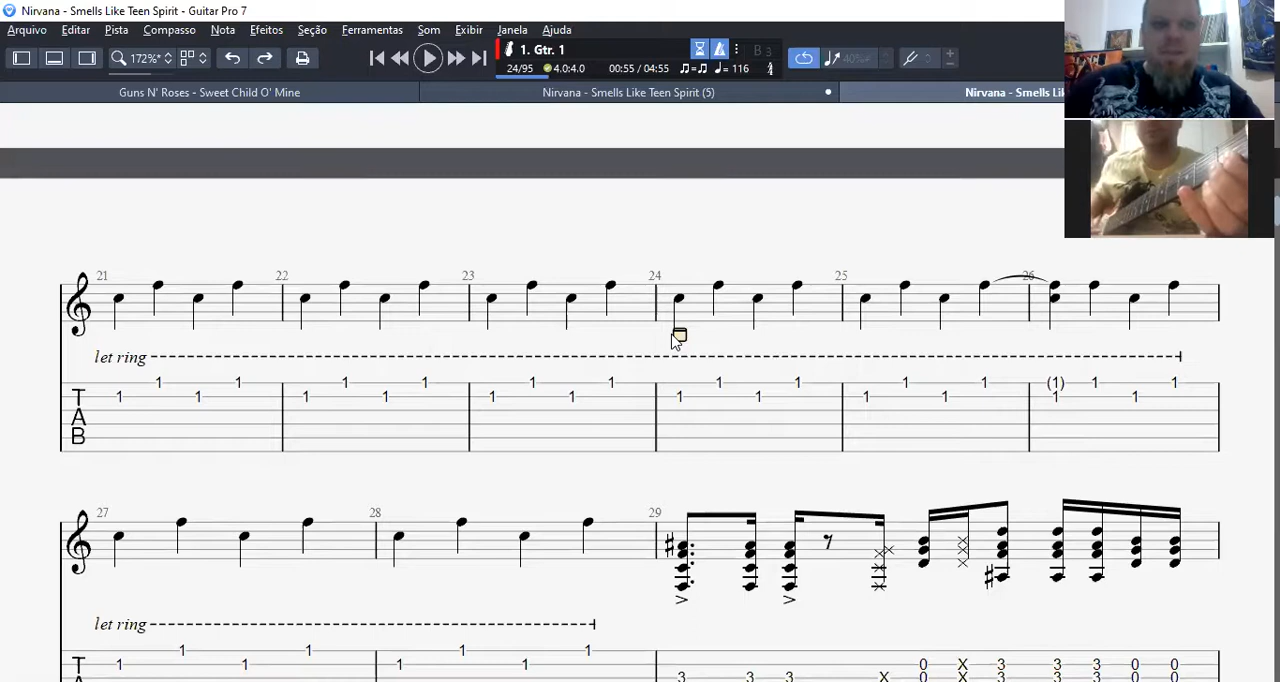 Nirvana - Smells Like Teen Spirit - Guitar Pro 7
Arquivo Editar Pista Compasso Nota Efeitos Seção Ferramentas Som Exibir Janela Ajuda
172%* 1. Gtr. 1 B 3 40%
24/95 4.0:4.0 00:55 / 04:55 = 116
Guns N' Roses - Sweet Child O' Mine Nirvana - Smells Like Teen Spirit (5) Nirvana - Smells Lik
21 22 23 24 25 26
let ring
1 1 1 1 1 1 1 1 1 1 (1) 1 1
T 1 1 1 1 1 1 1 1 1 1 1 1
A
B
27 28 29
let ring
1 1 1 1
T 1 1 1 1 0 X 3 3 3 0 0
3 3 3 X 0 X 3 3 3 0 0